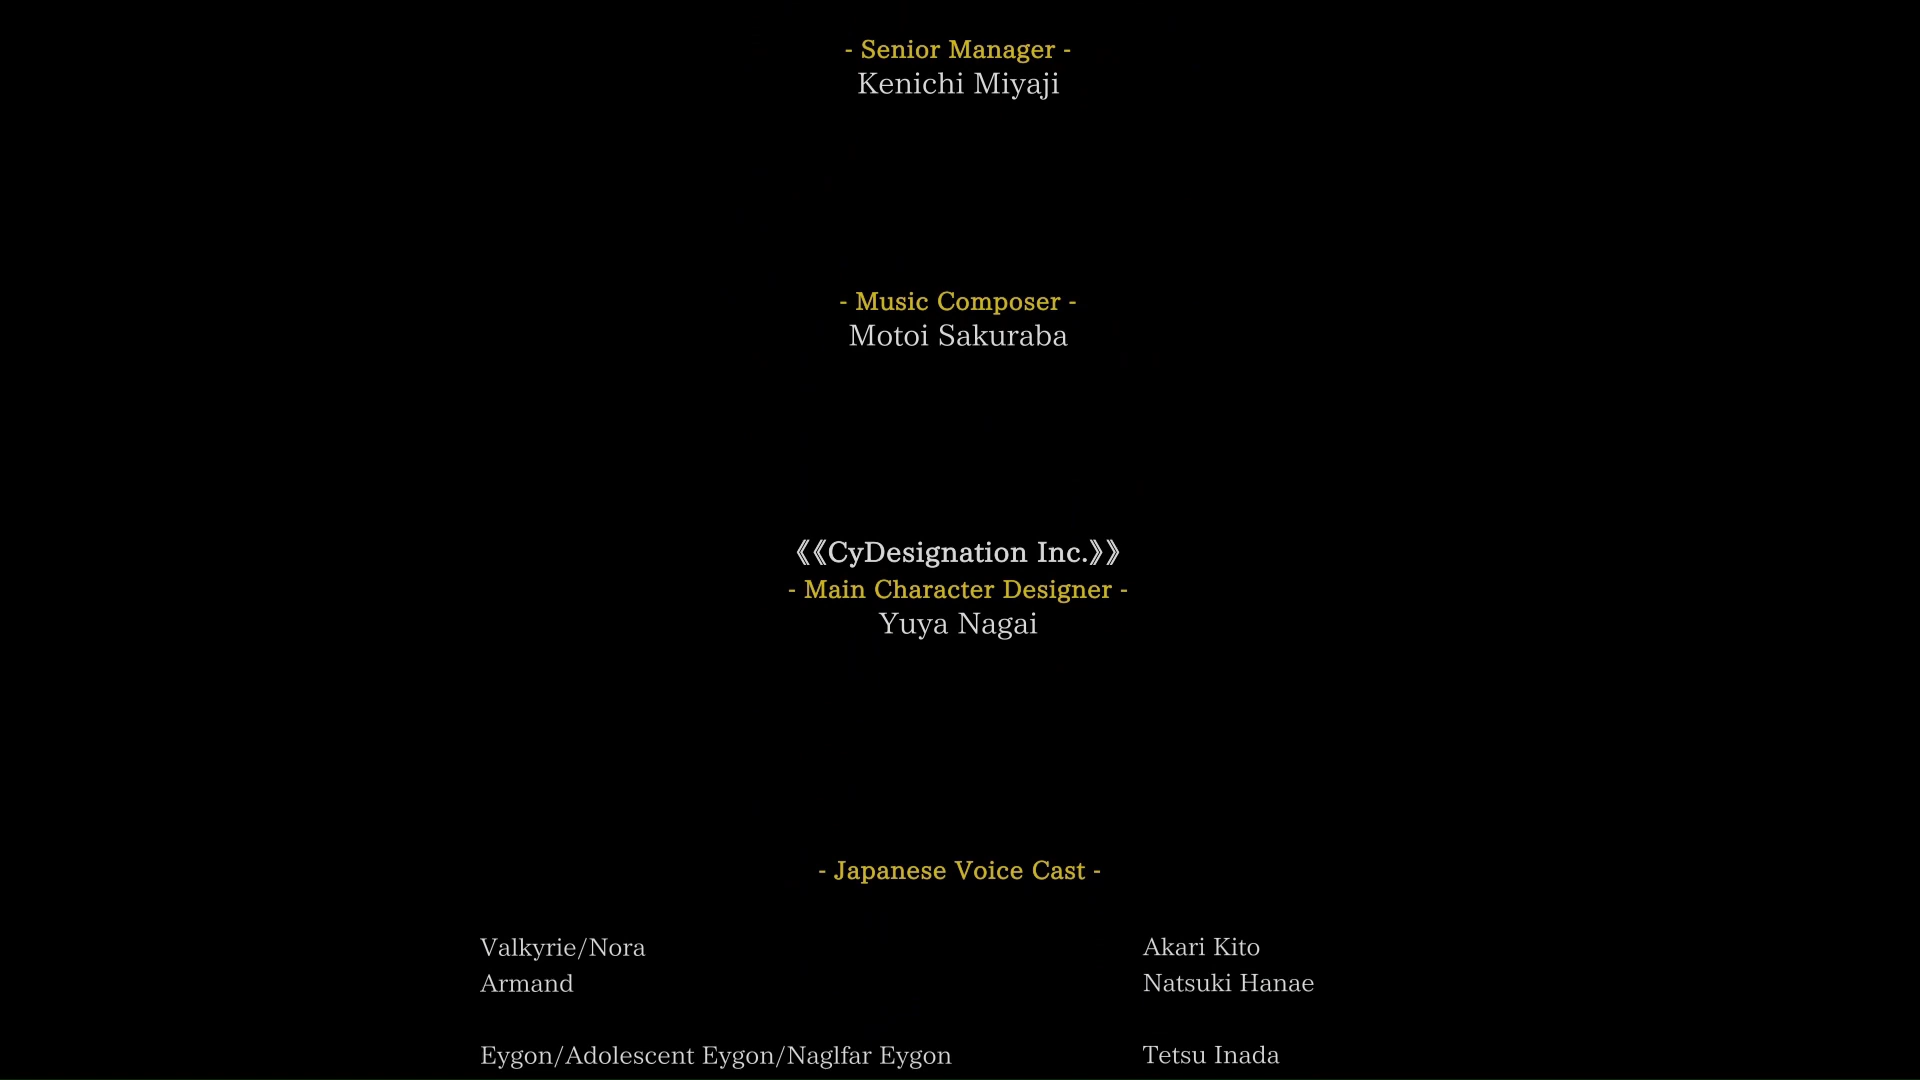 - Senior Manager -
Kenichi Miyaji
- Music Composer -
Motoi Sakuraba
《《CyDesignation Inc.》》
- Main Character Designer -
Yuya Nagai
- Japanese Voice Cast -
Valkyrie/Nora Akari Kito
Armand Natsuki Hanae
Eygon/Adolescent Eygon/Naglfar Eygon Tetsu Inada